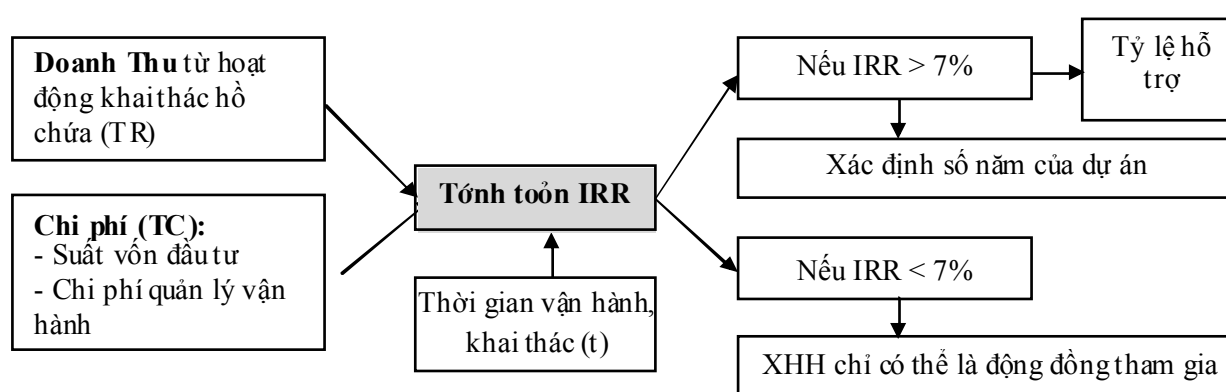 Doanh Thu từ hoạt
động khai thác hồ
chứa (TR)
Chi phí (TC):
- Suất vốn đầu tư
- Chi phí quản lý vận
hành
Tớnh toỏn IRR
Thời gian vận hành,
khai thác (t)
Nếu IRR > 7%
Tỷ lệ hỗ
trợ
Xác định số năm của dự án
Nếu IRR < 7%
XHH chỉ có thể là động đồng tham gia